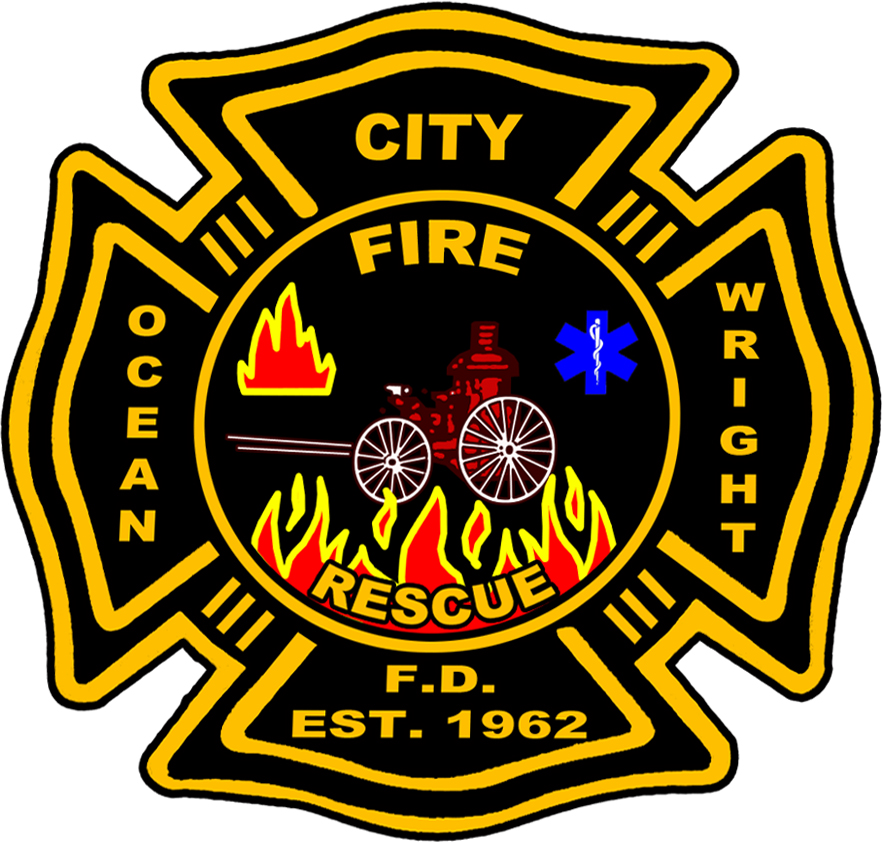 CITY
FIRE
OCEAN
WRIGHT
RESCUE
F.D.
EST. 1962